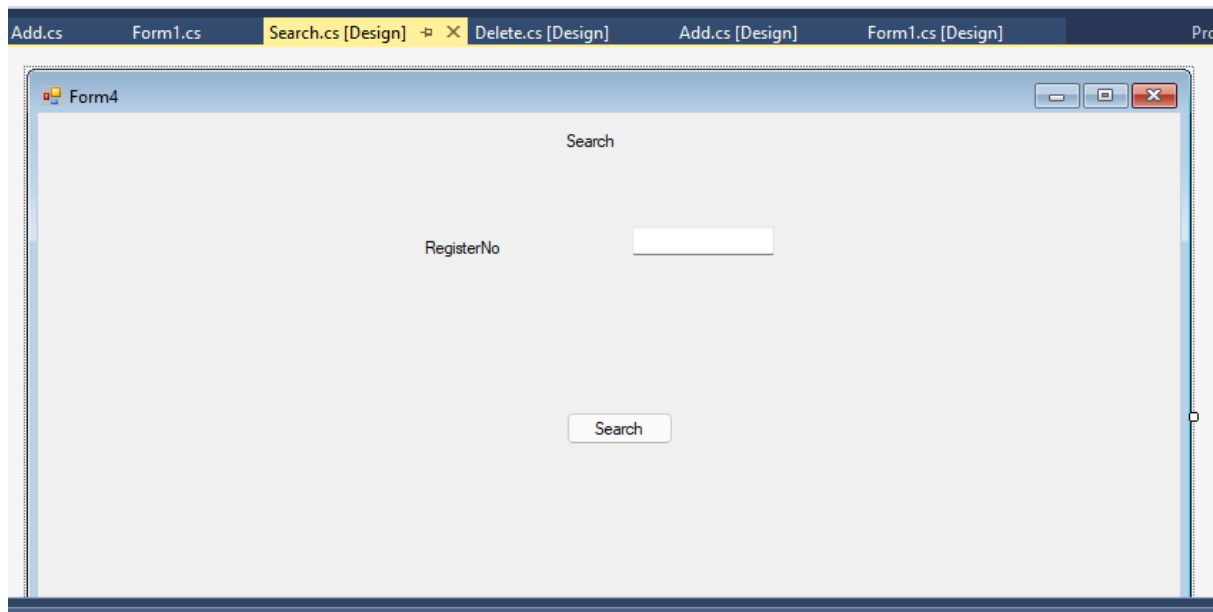 Add.cs Form1.cs Search.cs [Design] Delete.cs [Design] Add.cs [Design] Form1.cs [Design]
Form4
Search
RegisterNo
Search